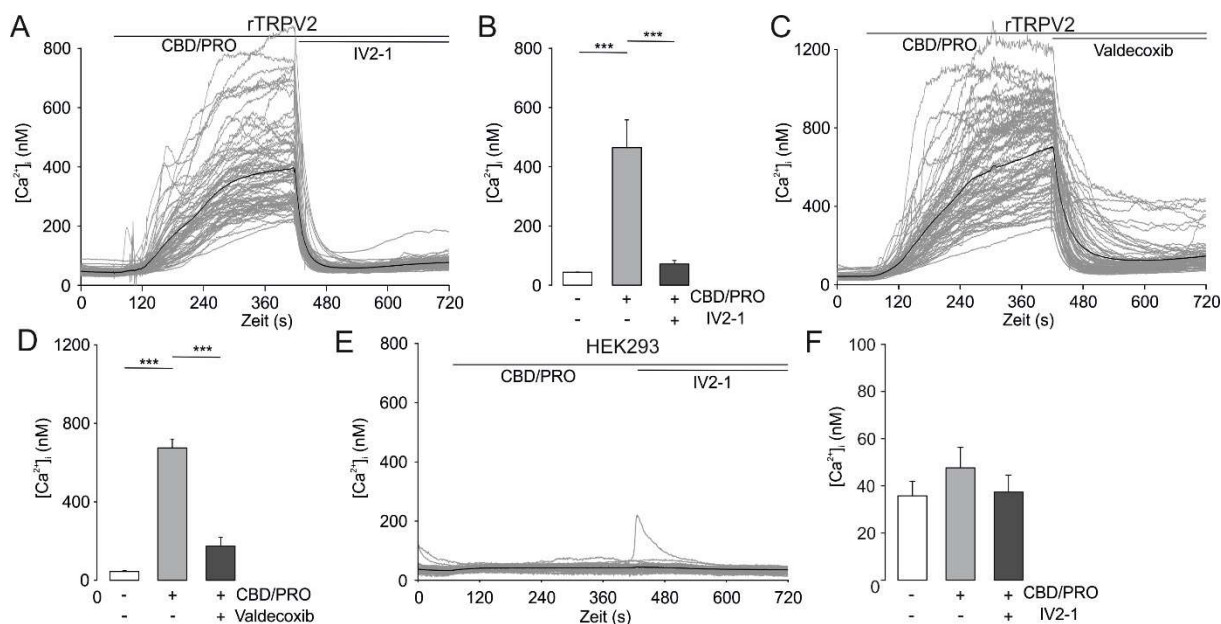 A
rTRPV2
CBD/PRO
IV2-1
[Ca²⁺]ᵢ (nM)
800
600
400
200
0
0 120 240 360 480 600 720
Zeit (s)
B
*** ***
[Ca²⁺]ᵢ (nM)
800
600
400
200
0
- + + CBD/PRO
- - + IV2-1
C
rTRPV2
CBD/PRO
Valdecoxib
[Ca²⁺]ᵢ (nM)
1200
800
400
0
0 120 240 360 480 600 720
Zeit (s)
D
*** ***
[Ca²⁺]ᵢ (nM)
1200
800
400
0
0
- + + CBD/PRO
- - + Valdecoxib
E
HEK293
CBD/PRO
IV2-1
[Ca²⁺]ᵢ (nM)
800
600
400
200
0
0 120 240 360 480 600 720
Zeit (s)
F
[Ca²⁺]ᵢ (nM)
100
80
60
40
20
0
- + + CBD/PRO
- - + IV2-1